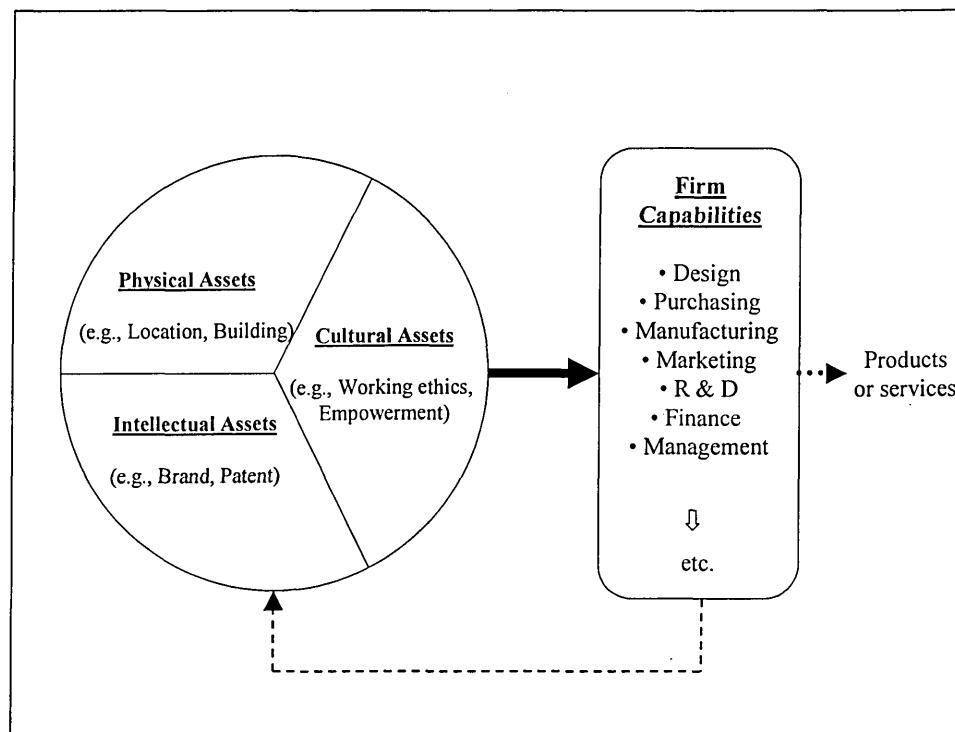 Physical Assets
(e.g., Location, Building)
Cultural Assets
(e.g., Working ethics,
Empowerment)
Intellectual Assets
(e.g., Brand, Patent)
Firm
Capabilities
• Design
• Purchasing
• Manufacturing
• Marketing
• R & D
• Finance
• Management
⇩
etc.
Products
or services